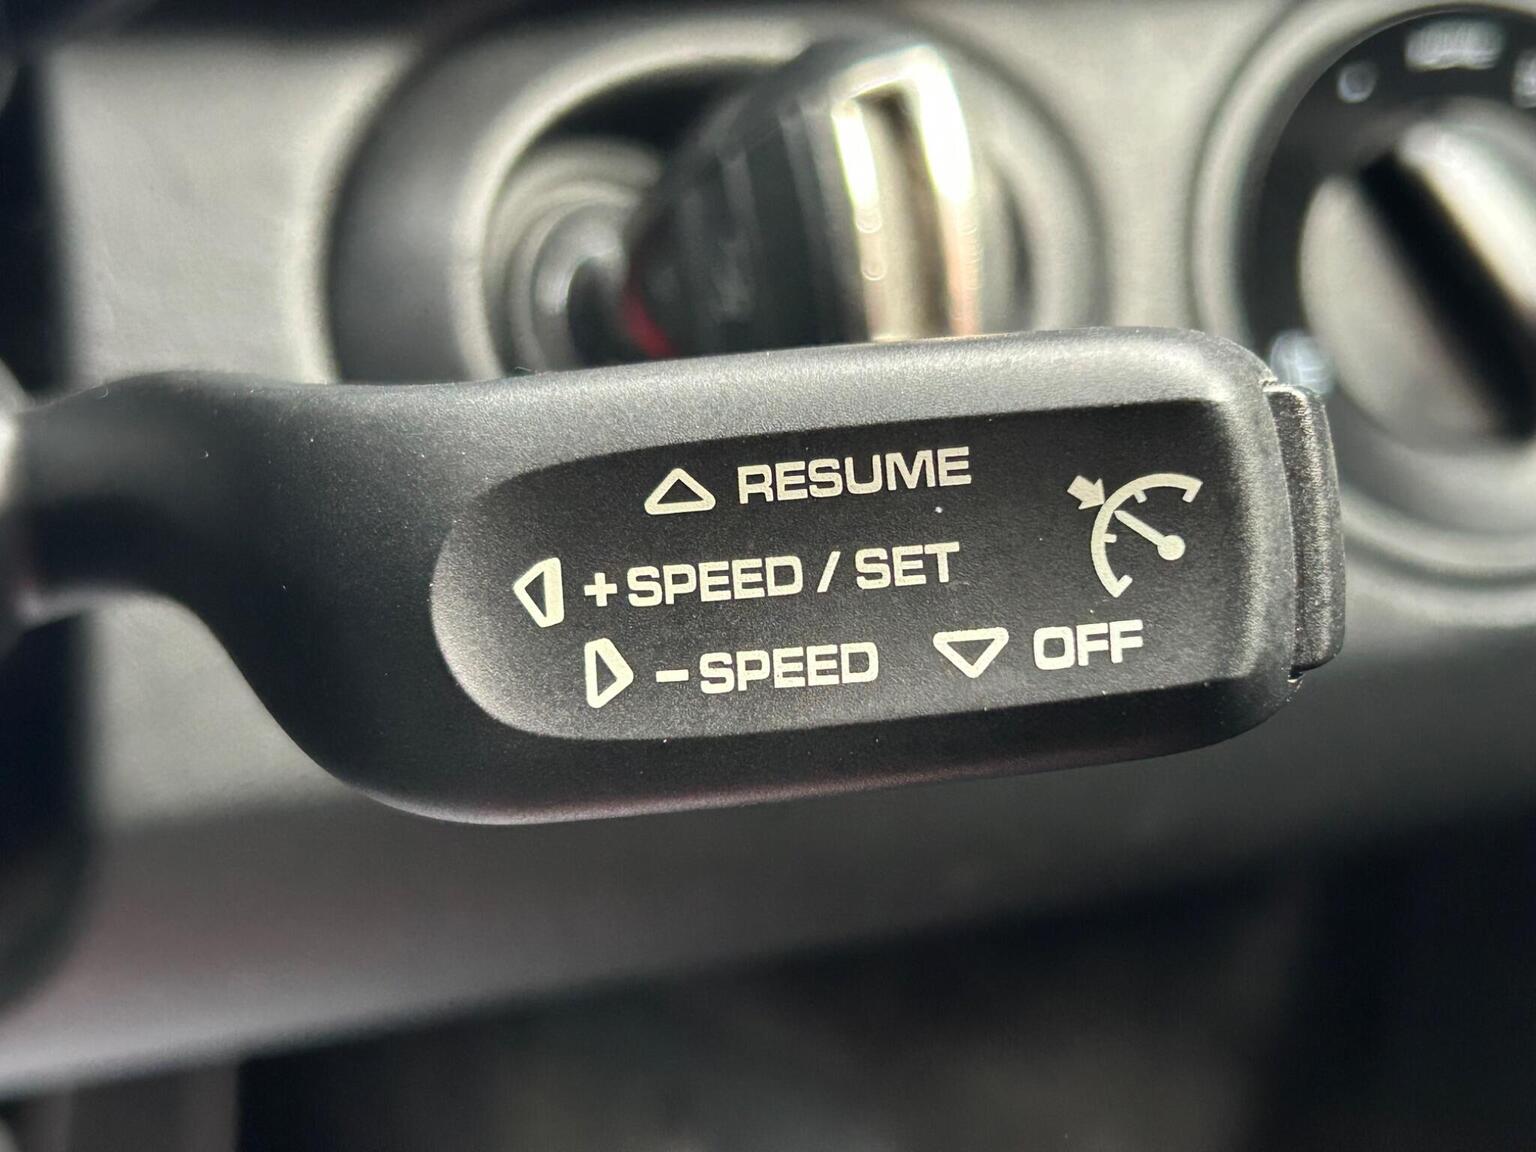 △ RESUME
◁ +SPEED / SET
▷ -SPEED ▽ OFF